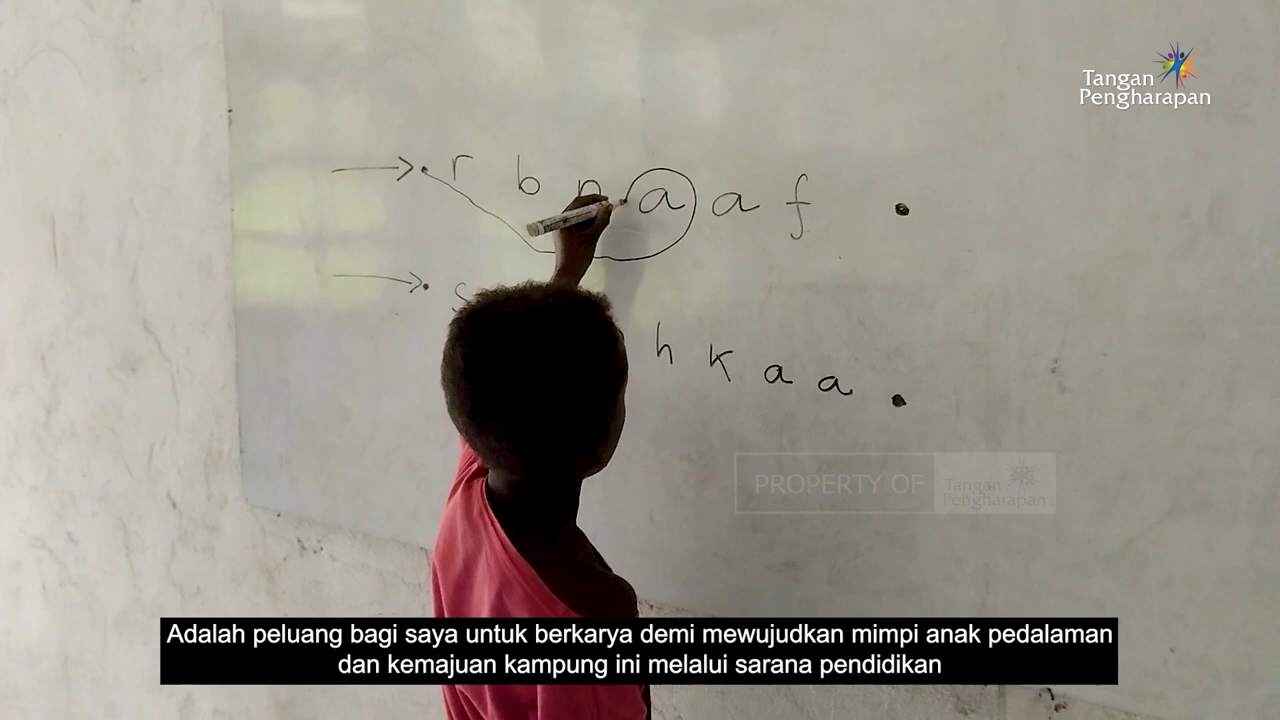 Tangan
Pengharapan
r b n a a f
s
h k a a
PROPERTY OF Tangan
Pengharapan
Adalah peluang bagi saya untuk berkarya demi mewujudkan mimpi anak pedalaman
dan kemajuan kampung ini melalui sarana pendidikan